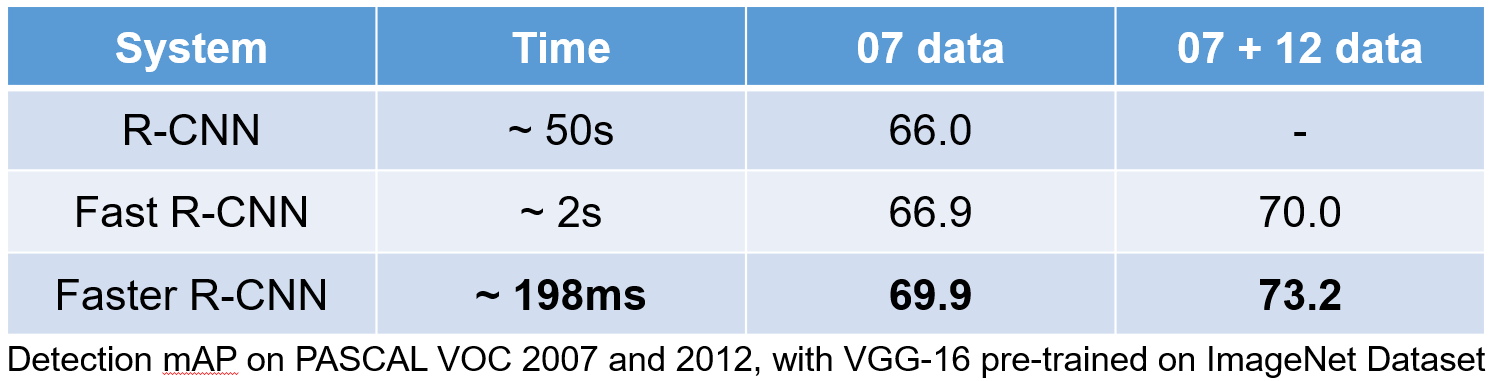 System Time 07 data 07 + 12 data
R-CNN ~ 50s 66.0 -
Fast R-CNN ~ 2s 66.9 70.0
Faster R-CNN ~ 198ms 69.9 73.2
Detection mAP on PASCAL VOC 2007 and 2012, with VGG-16 pre-trained on ImageNet Dataset